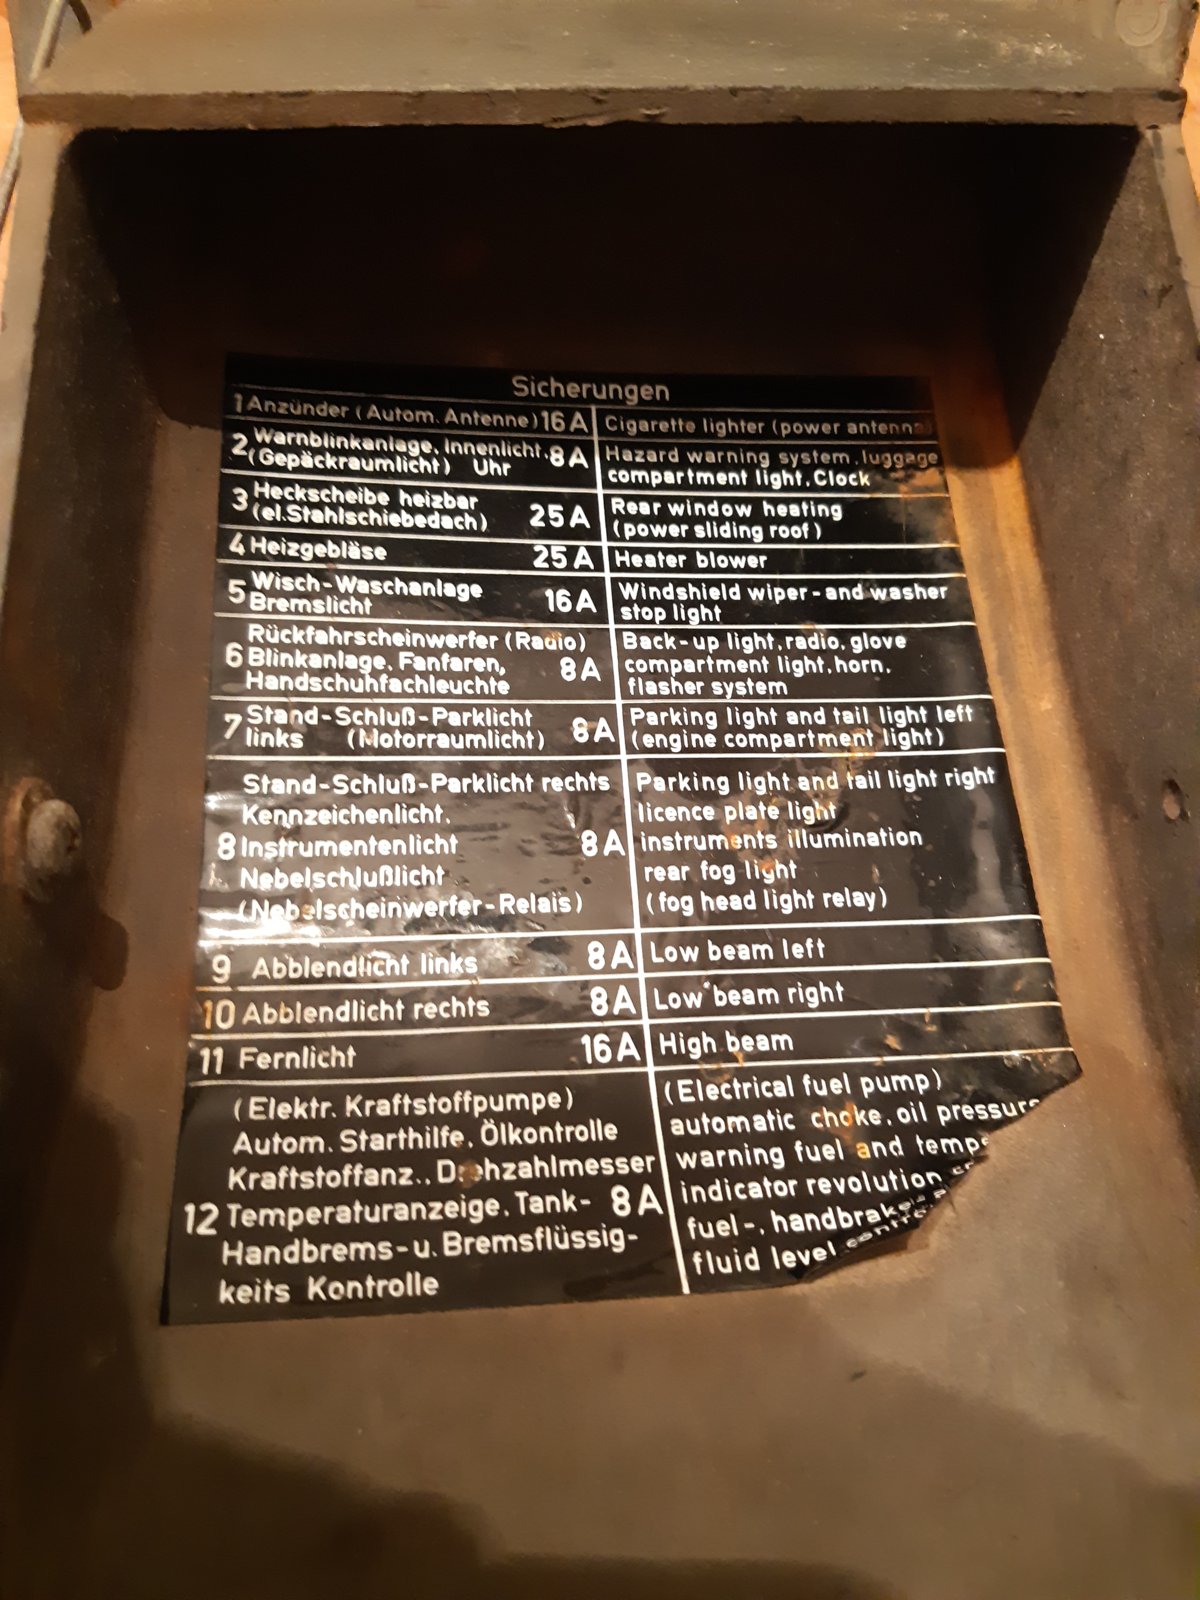 Sicherungen
1 Anzünder (Autom. Antenne) 16 A Cigarette lighter (power antenna)
2 Warnblinkanlage, Innenlicht, 8 A Hazard warning system, luggage
(Gepäckraumlicht) Uhr compartment light, Clock
3 Heckscheibe heizbar 25 A Rear window heating
(el. Stahlschiebedach) (power sliding roof)
4 Heizgebläse 25 A Heater blower
5 Wisch-Waschanlage 16 A Windshield wiper- and washer
Bremslicht stop light
Rückfahrscheinwerfer (Radio) Back-up light, radio, glove
6 Blinkanlage, Fanfaren, 8 A compartment light, horn,
Handschuhfachleuchte flasher system
7 Stand-Schluß-Parklicht 8 A Parking light and tail light left
links (Motorraumlicht) (engine compartment light)
Stand-Schluß-Parklicht rechts Parking light and tail light right
Kennzeichenlicht, licence plate light
8 Instrumentenlicht 8 A instruments illumination
Nebelschlußlicht rear fog light
(Nebelscheinwerfer-Relais) (fog head light relay)
9 Abblendlicht links 8 A Low beam left
10 Abblendlicht rechts 8 A Low beam right
11 Fernlicht 16 A High beam
(Elektr. Kraftstoffpumpe) (Electrical fuel pump)
Autom. Starthilfe, Ölkontrolle automatic choke, oil pressure
Kraftstoffanz., Drehzahlmesser warning fuel and
12 Temperaturanzeige, Tank- 8 A indicator revolution
Handbrems- u. Bremsflüssig- fuel-, handbrake
keits Kontrolle fluid level